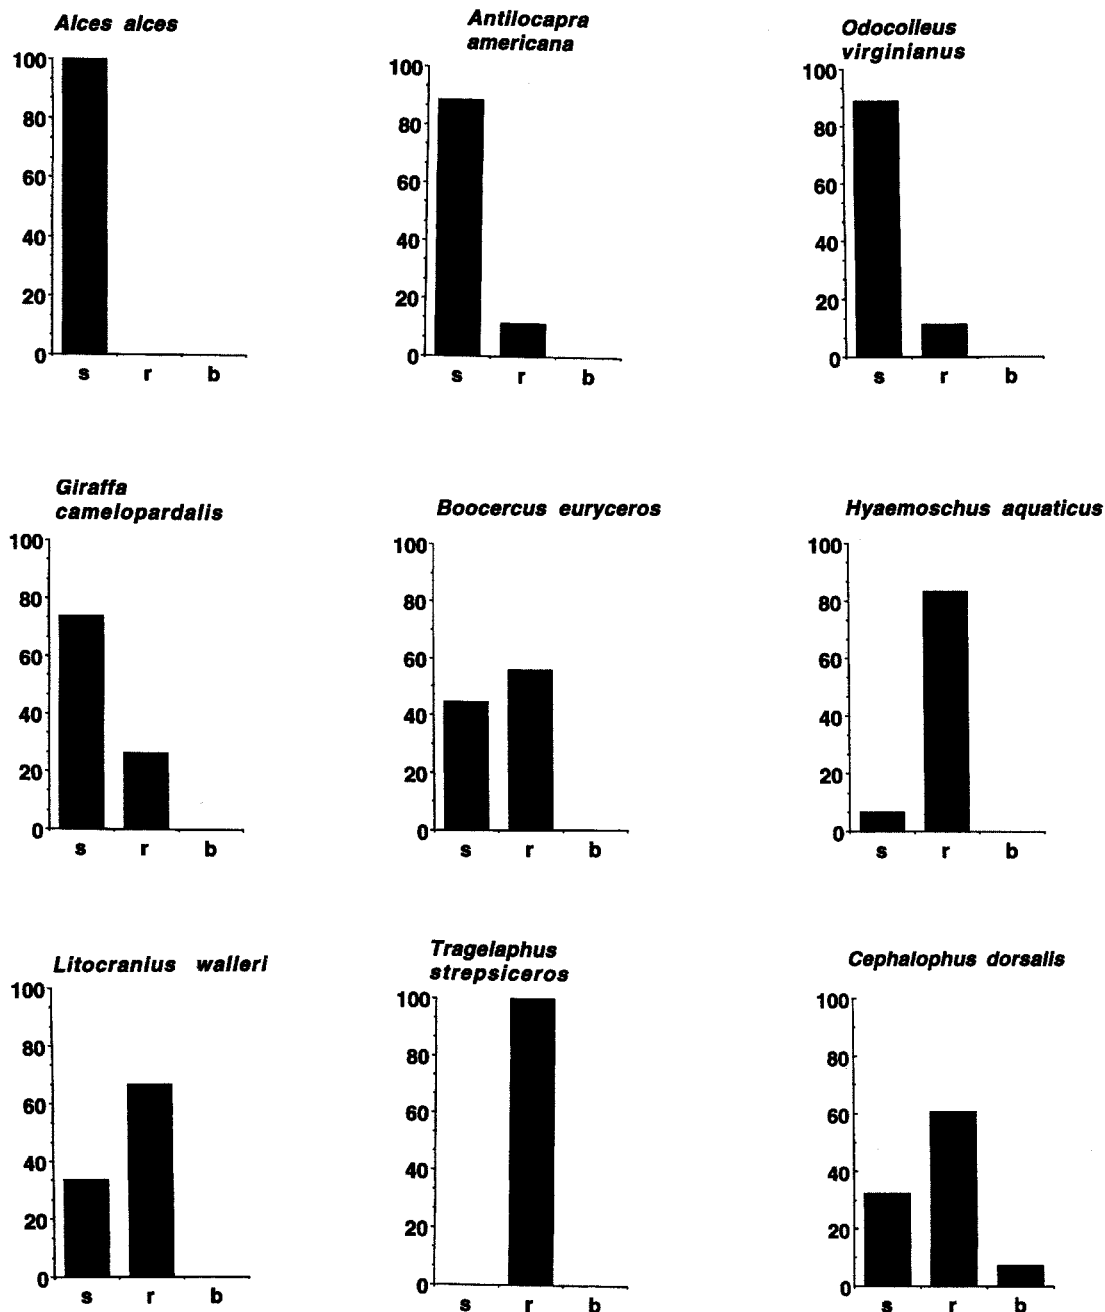 Alces alces
100
80
60
40
20
0
s r b
Antilocapra
americana
100
80
60
40
20
0
s r b
Odocoileus
virginianus
100
80
60
40
20
0
s r b
Giraffa
camelopardalis
100
80
60
40
20
0
s r b
Boocercus euryceros
100
80
60
40
20
0
s r b
Hyaemoschus aquaticus
100
80
60
40
20
0
s r b
Litocranius walleri
100
80
60
40
20
0
s r b
Tragelaphus
strepsiceros
100
80
60
40
20
0
s r b
Cephalophus dorsalis
100
80
60
40
20
0
s r b